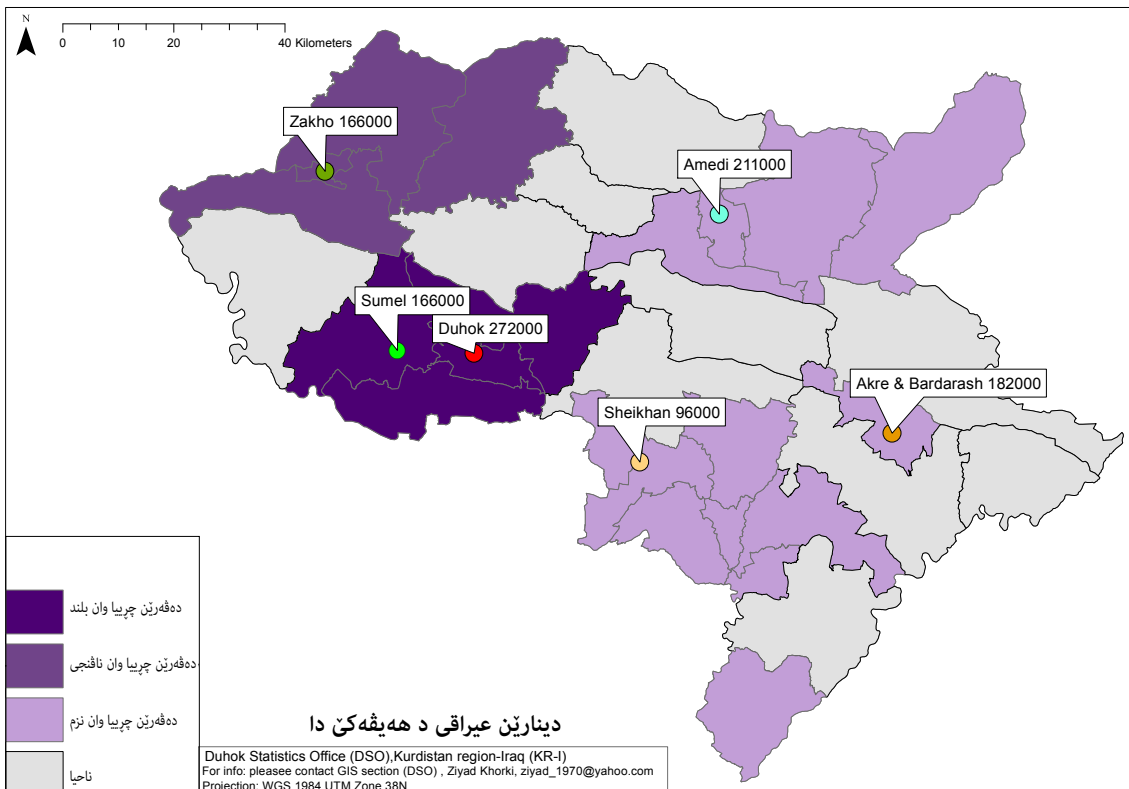 N
0 10 20 40 Kilometers
Zakho 166000
Amedi 211000
Sumel 166000
Duhok 272000
Akre & Bardarash 182000
Sheikhan 96000
دەڤەرێن چڕییا وان بلند
دەڤەرێن چڕییا وان ناڤنجی
دەڤەرێن چڕییا وان نزم
ناحیا
دینارێن عیراقی د هەیڤەکێ دا
Duhok Statistics Office (DSO),Kurdistan region-Iraq (KR-I)
For info: pleasee contact GIS section (DSO) , Ziyad Khorki, ziyad_1970@yahoo.com
Projection: WGS 1984 UTM Zone 38N